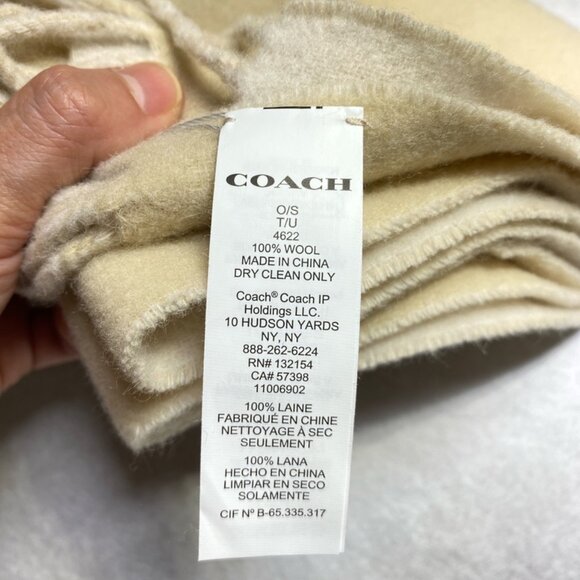 COACH
O/S
T/U
4622
100% WOOL
MADE IN CHINA
DRY CLEAN ONLY
Coach® Coach IP
Holdings LLC.
10 HUDSON YARDS
NY, NY
888-262-6224
RN# 132154
CA# 57398
11006902
100% LAINE
FABRIQUÉ EN CHINE
NETTOYAGE À SEC
SEULEMENT
100% LANA
HECHO EN CHINA
LIMPIAR EN SECO
SOLAMENTE
CIF Nº B-65.335.317